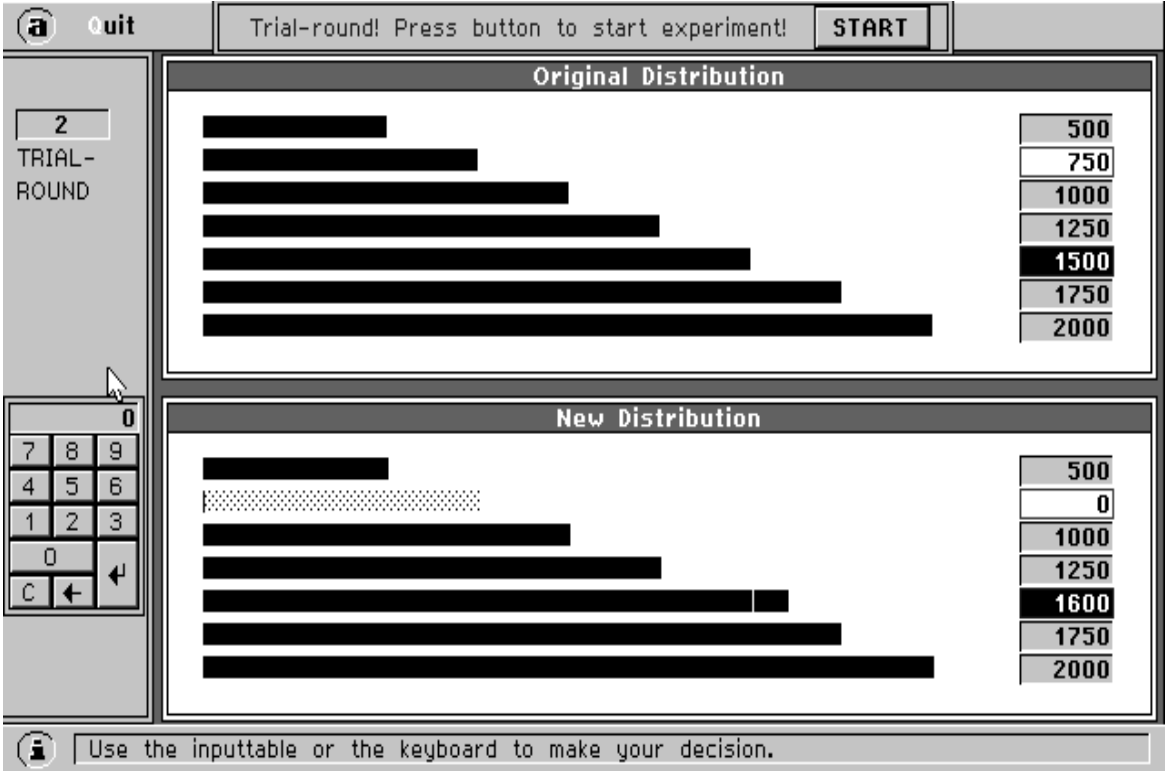 a Quit Trial-round! Press button to start experiment! START
Original Distribution
2
TRIAL-
ROUND
500
750
1000
1250
1500
1750
2000
0
7 8 9
4 5 6
1 2 3
0
C
New Distribution
500
0
1000
1250
1600
1750
2000
i Use the inputtable or the keyboard to make your decision.